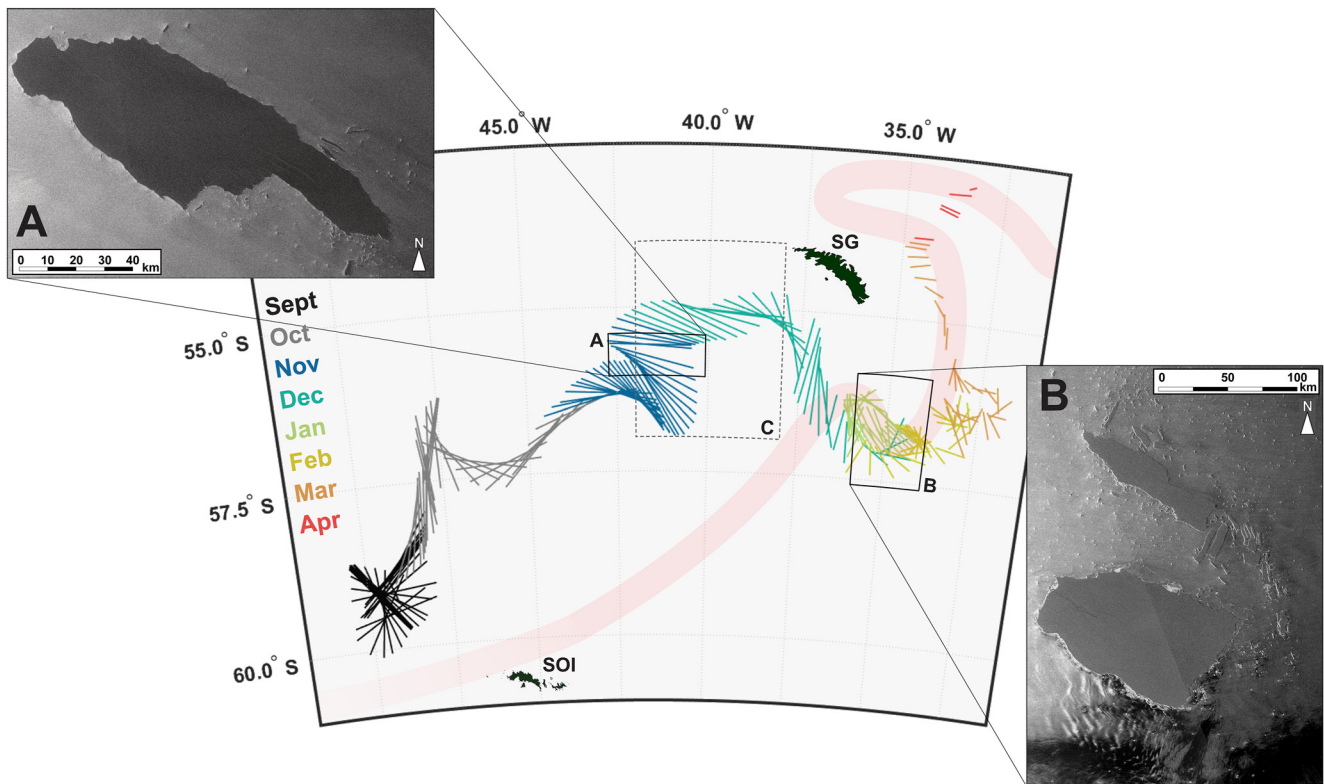 45.0° W
40.0° W
35.0° W
A
0 10 20 30 40
km
N
SG
Sept
Oct
Nov
Dec
Jan
Feb
Mar
Apr
55.0° S
57.5° S
60.0° S
A
C
B
SOI
B
0 50 100
km
N